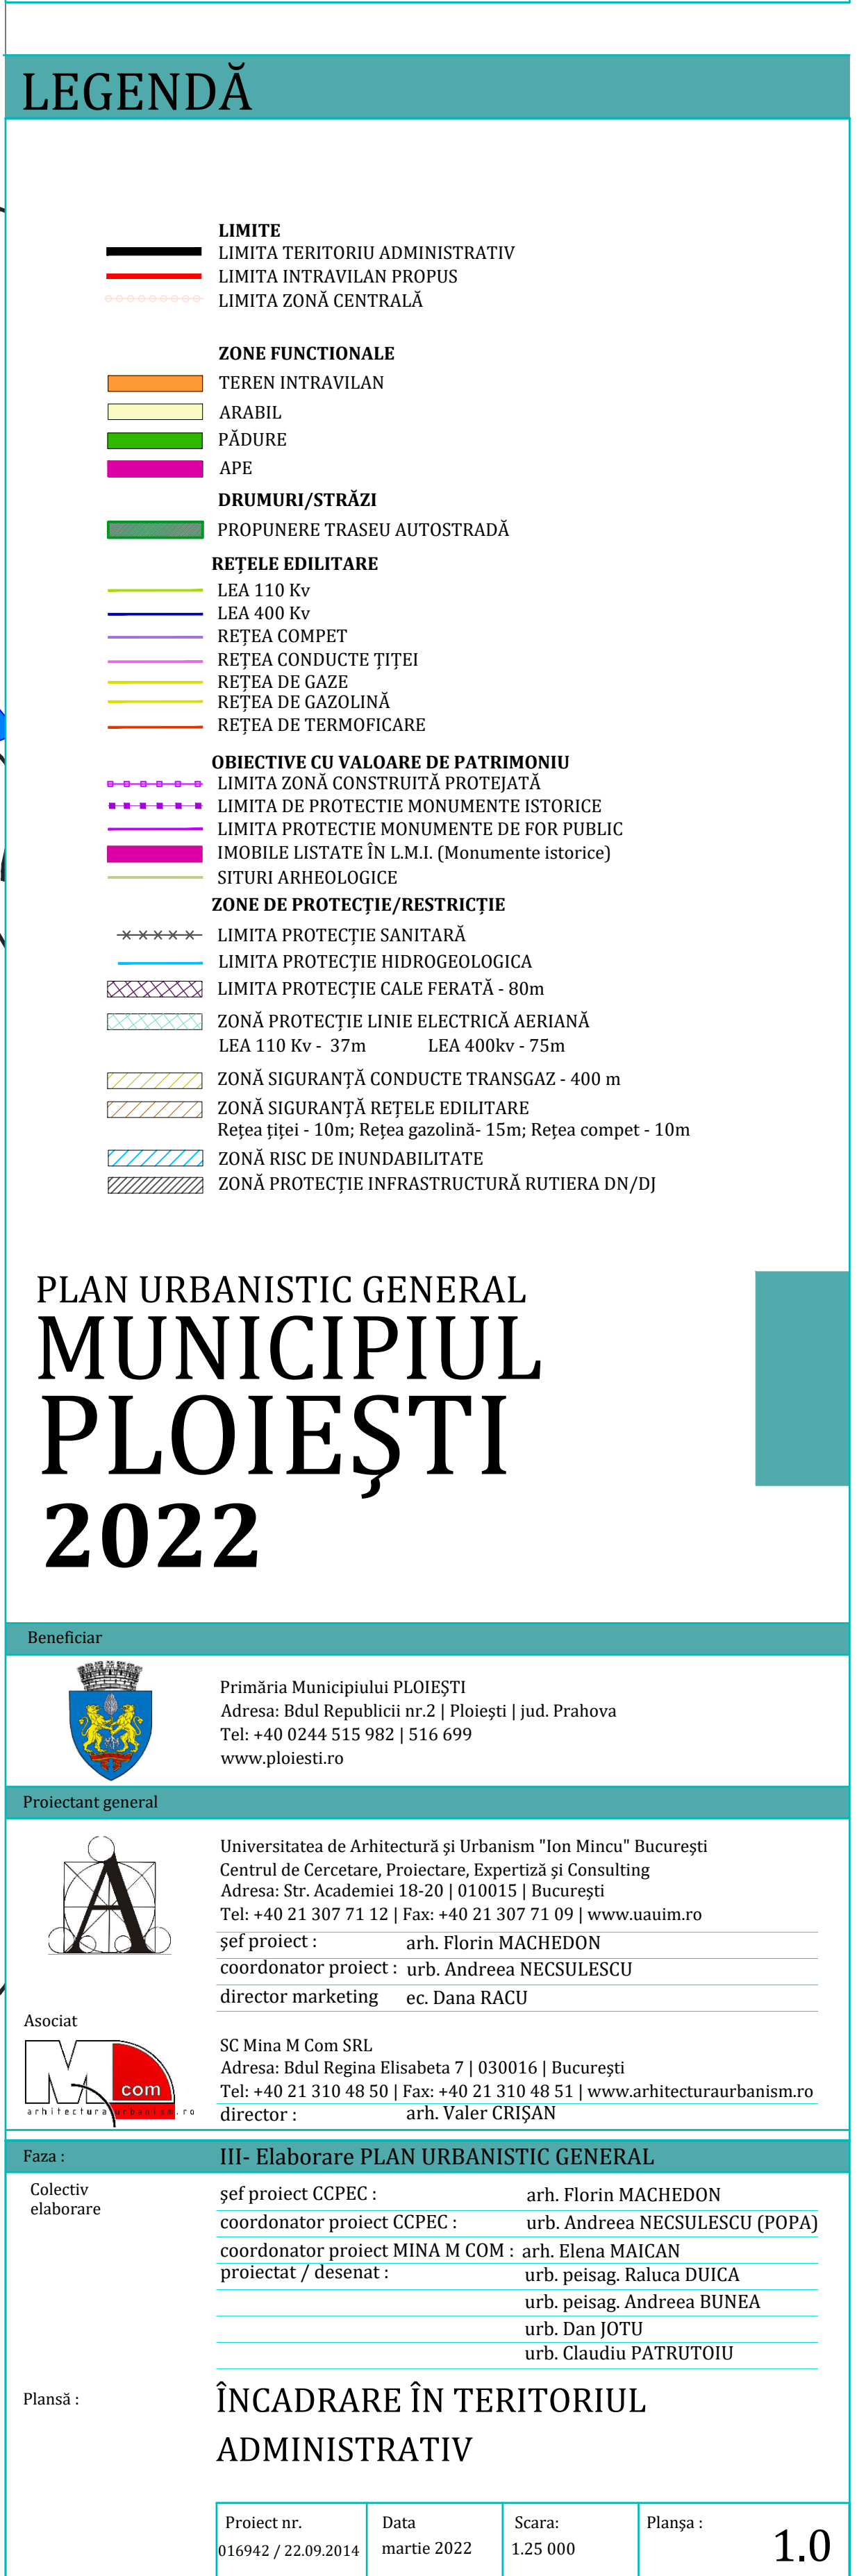 LEGENDĂ
LIMITE
LIMITA TERITORIU ADMINISTRATIV
LIMITA INTRAVILAN PROPUS
LIMITA ZONĂ CENTRALĂ
ZONE FUNCTIONALE
TEREN INTRAVILAN
ARABIL
PĂDURE
APE
DRUMURI/STRĂZI
PROPUNERE TRASEU AUTOSTRADĂ
REȚELE EDILITARE
LEA 110 Kv
LEA 400 Kv
REȚEA COMPET
REȚEA CONDUCTE ȚIȚEI
REȚEA DE GAZE
REȚEA DE GAZOLINĂ
REȚEA DE TERMOFICARE
OBIECTIVE CU VALOARE DE PATRIMONIU
LIMITA ZONĂ CONSTRUITĂ PROTEJATĂ
LIMITA DE PROTECTIE MONUMENTE ISTORICE
LIMITA PROTECTIE MONUMENTE DE FOR PUBLIC
IMOBILE LISTATE ÎN L.M.I. (Monumente istorice)
SITURI ARHEOLOGICE
ZONE DE PROTECȚIE/RESTRICȚIE
LIMITA PROTECȚIE SANITARĂ
LIMITA PROTECȚIE HIDROGEOLOGICA
LIMITA PROTECȚIE CALE FERATĂ - 80m
ZONĂ PROTECȚIE LINIE ELECTRICĂ AERIANĂ
LEA 110 Kv - 37m LEA 400kv - 75m
ZONĂ SIGURANȚĂ CONDUCTE TRANSGAZ - 400 m
ZONĂ SIGURANȚĂ REȚELE EDILITARE
Rețea țiței - 10m; Rețea gazolină- 15m; Rețea compet - 10m
ZONĂ RISC DE INUNDABILITATE
ZONĂ PROTECȚIE INFRASTRUCTURĂ RUTIERA DN/DJ
PLAN URBANISTIC GENERAL
MUNICIPIUL
PLOIEȘTI
2022
Beneficiar
Primăria Municipiului PLOIEȘTI
Adresa: Bdul Republicii nr.2 | Ploiești | jud. Prahova
Tel: +40 0244 515 982 | 516 699
www.ploiesti.ro
Proiectant general
Universitatea de Arhitectură și Urbanism "Ion Mincu" București
Centrul de Cercetare, Proiectare, Expertiză și Consulting
Adresa: Str. Academiei 18-20 | 010015 | București
Tel: +40 21 307 71 12 | Fax: +40 21 307 71 09 | www.uauim.ro
șef proiect : arh. Florin MACHEDON
coordonator proiect : urb. Andreea NECSULESCU
director marketing ec. Dana RACU
Asociat
M com
arhitecturaurbanism.ro
SC Mina M Com SRL
Adresa: Bdul Regina Elisabeta 7 | 030016 | București
Tel: +40 21 310 48 50 | Fax: +40 21 310 48 51 | www.arhitecturaurbanism.ro
director : arh. Valer CRIȘAN
Faza : III- Elaborare PLAN URBANISTIC GENERAL
Colectiv
elaborare
șef proiect CCPEC : arh. Florin MACHEDON
coordonator proiect CCPEC : urb. Andreea NECSULESCU (POPA)
coordonator proiect MINA M COM : arh. Elena MAICAN
proiectat / desenat : urb. peisag. Raluca DUICA
urb. peisag. Andreea BUNEA
urb. Dan JOTU
urb. Claudiu PATRUTOIU
Plansă : ÎNCADRARE ÎN TERITORIUL
ADMINISTRATIV
Proiect nr. Data Scara: Planșa :
016942 / 22.09.2014 martie 2022 1.25 000 1.0